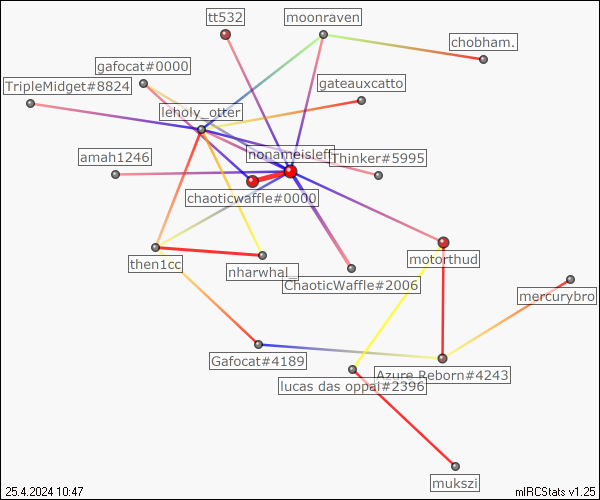 tt532
moonraven
chobham.
gafocat#0000
TripleMidget#8824
gateauxcatto
leholy_otter
nonameisleft
amah1246
Thinker#5995
chaoticwaffle#0000
then1cc
nharwhal_
ChaoticWaffle#2006
motorthud
mercurybro
Gafocat#4189
Azure Reborn#4243
lucas das oppai#2396
mukszi
25.4.2024 10:47
mIRCStats v1.25